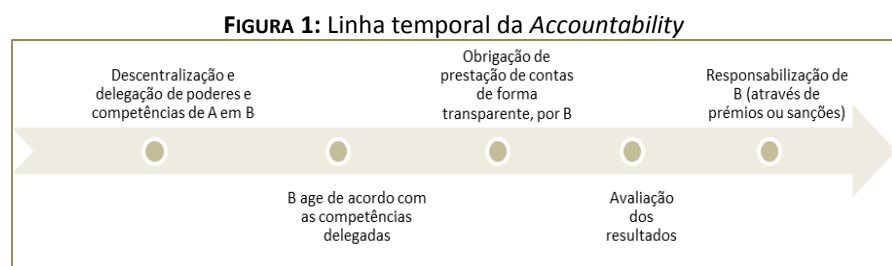 FIGURA 1: Linha temporal da Accountability
Descentralização e
delegação de poderes e
competências de A em B
B age de acordo com
as competências
delegadas
Obrigação de
prestação de contas
de forma
transparente, por B
Avaliação
dos
resultados
Responsabilização de
B (através de
prémios ou sanções)